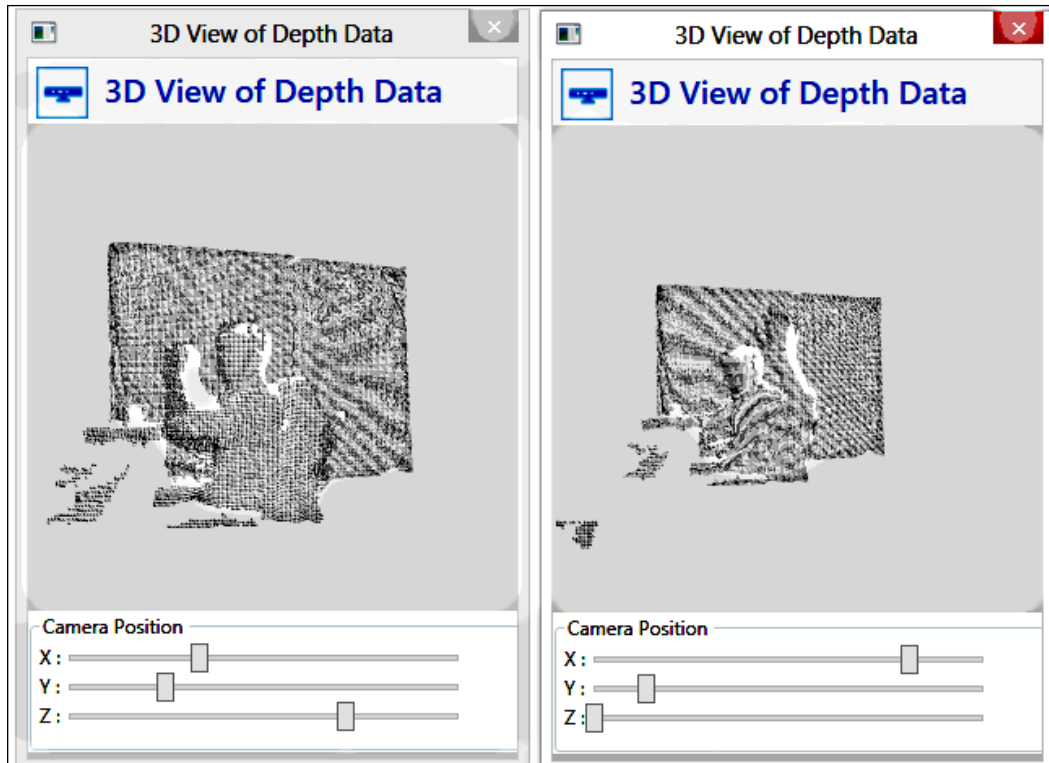 3D View of Depth Data
3D View of Depth Data
Camera Position
X :
Y :
Z :
3D View of Depth Data
3D View of Depth Data
Camera Position
X :
Y :
Z :